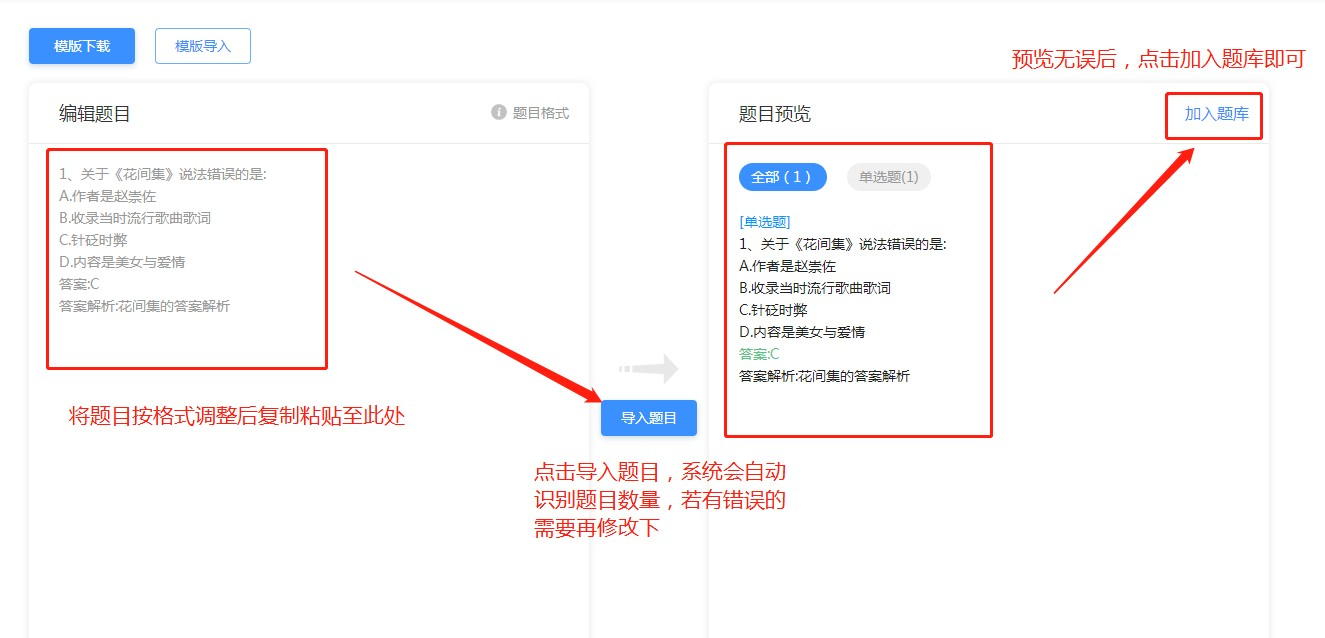 模版下载
模版导入
预览无误后，点击加入题库即可
编辑题目
题目格式
1、关于《花间集》说法错误的是:
A.作者是赵崇佐
B.收录当时流行歌曲歌词
C.针砭时弊
D.内容是美女与爱情
答案:C
答案解析:花间集的答案解析
将题目按格式调整后复制粘贴至此处
导入题目
点击导入题目，系统会自动
识别题目数量，若有错误的
需要再修改下
题目预览
加入题库
全部（1）
单选题(1)
[单选题]
1、关于《花间集》说法错误的是:
A.作者是赵崇佐
B.收录当时流行歌曲歌词
C.针砭时弊
D.内容是美女与爱情
答案:C
答案解析:花间集的答案解析